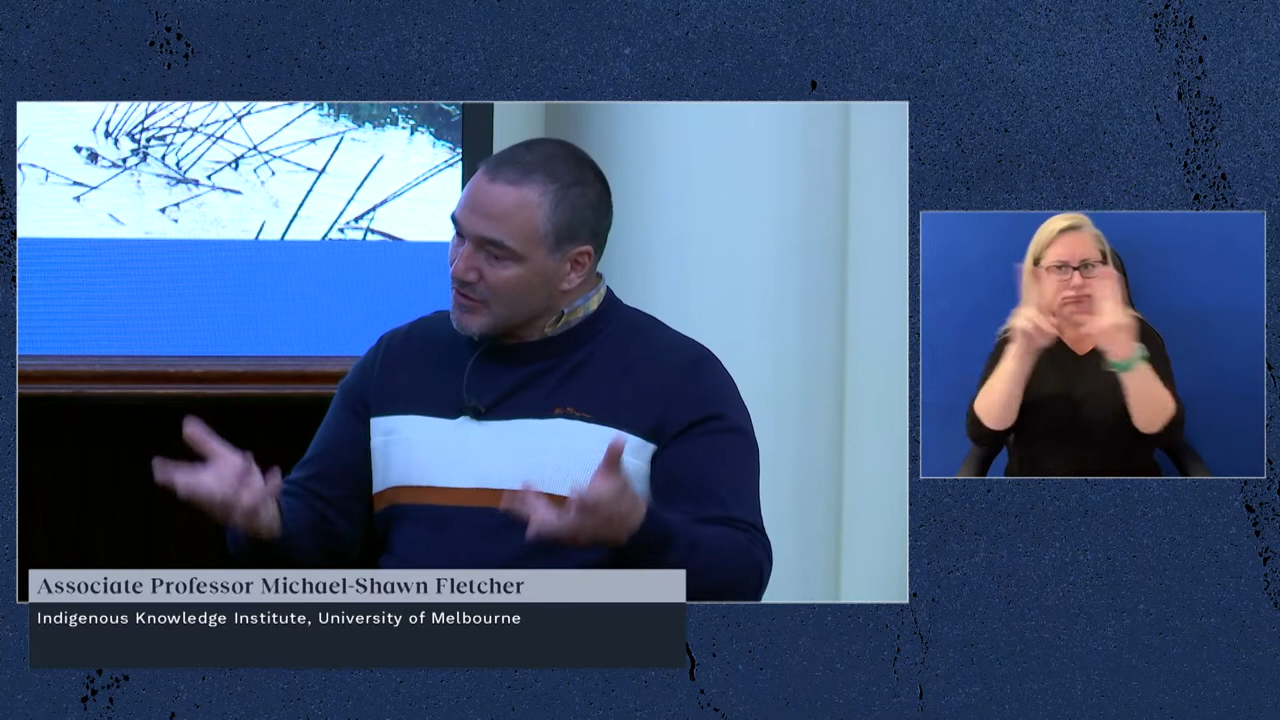 Associate Professor Michael-Shawn Fletcher
Indigenous Knowledge Institute, University of Melbourne